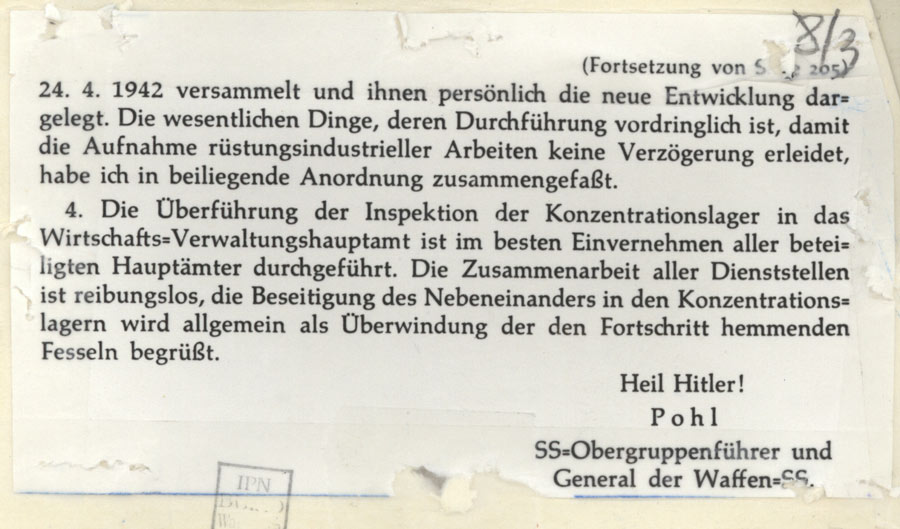 8/3
(Fortsetzung von S 205)
24. 4. 1942 versammelt und ihnen persönlich die neue Entwicklung dar=
gelegt. Die wesentlichen Dinge, deren Durchführung vordringlich ist, damit
die Aufnahme rüstungsindustrieller Arbeiten keine Verzögerung erleidet,
habe ich in beiliegende Anordnung zusammengefaßt.
4. Die Überführung der Inspektion der Konzentrationslager in das
Wirtschafts=Verwaltungshauptamt ist im besten Einvernehmen aller betei=
ligten Hauptämter durchgeführt. Die Zusammenarbeit aller Dienststellen
ist reibungslos, die Beseitigung des Nebeneinanders in den Konzentrations=
lagern wird allgemein als Überwindung der den Fortschritt hemmenden
Fesseln begrüßt.
Heil Hitler!
Pohl
SS=Obergruppenführer und
General der Waffen=SS.
IPN